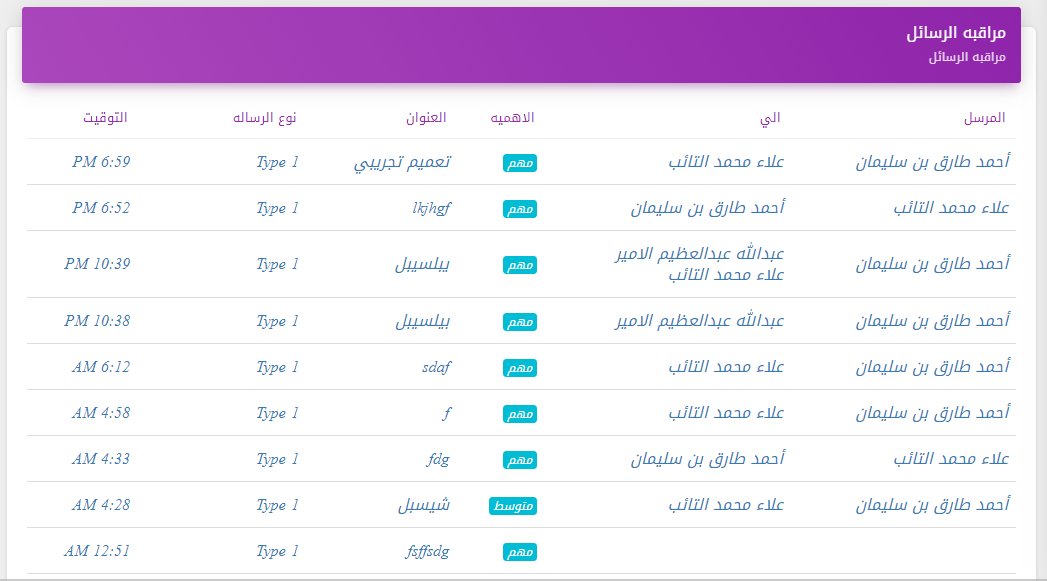 مراقبه الرسائل
مراقبه الرسائل
المرسل الي الاهميه العنوان نوع الرساله التوقيت
أحمد طارق بن سليمان علاء محمد التائب مهم تعميم تجريبي Type 1 6:59 PM
علاء محمد التائب أحمد طارق بن سليمان مهم lkjhgf Type 1 6:52 PM
أحمد طارق بن سليمان عبدالله عبدالعظيم الامير
علاء محمد التائب مهم يبلسيبل Type 1 10:39 PM
أحمد طارق بن سليمان عبدالله عبدالعظيم الامير مهم بيلسيبل Type 1 10:38 PM
أحمد طارق بن سليمان علاء محمد التائب مهم sdaf Type 1 6:12 AM
أحمد طارق بن سليمان علاء محمد التائب مهم f Type 1 4:58 AM
علاء محمد التائب أحمد طارق بن سليمان مهم fdg Type 1 4:33 AM
أحمد طارق بن سليمان علاء محمد التائب متوسط شيسبل Type 1 4:28 AM
مهم fsffsdg Type 1 12:51 AM